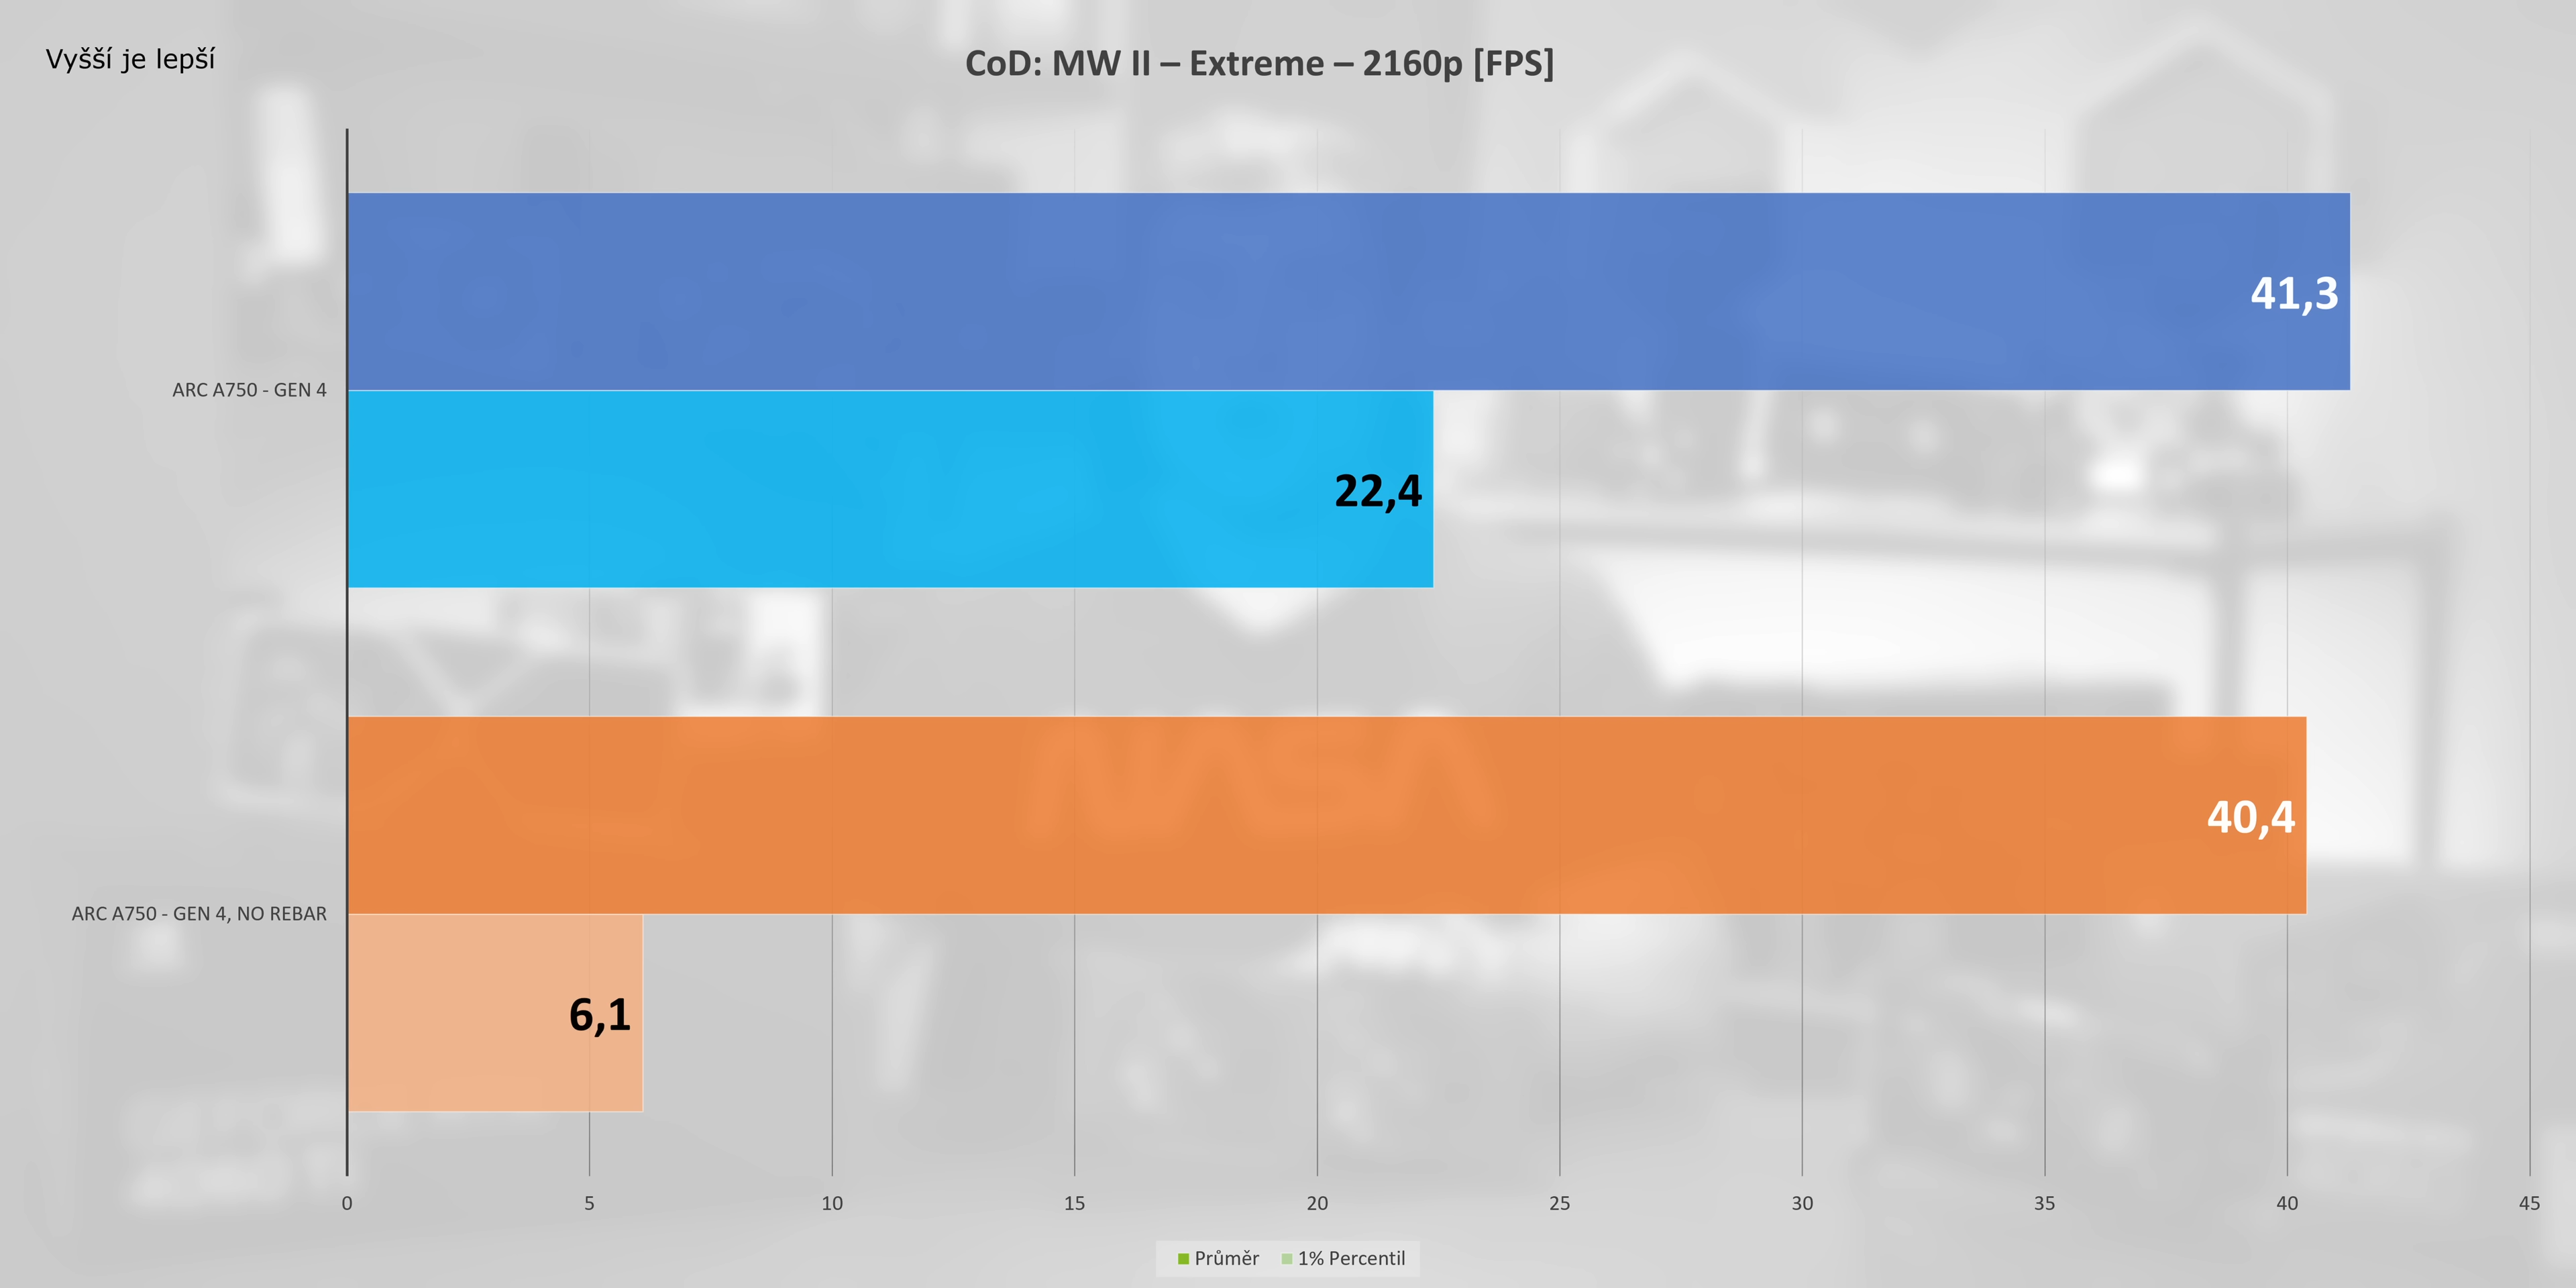 Vyšší je lepší
CoD: MW II – Extreme – 2160p [FPS]
41,3
ARC A750 - GEN 4
22,4
NASA
40,4
ARC A750 - GEN 4, NO REBAR
6,1
0 5 10 15 20 25 30 35 40 45
Průměr 1% Percentil